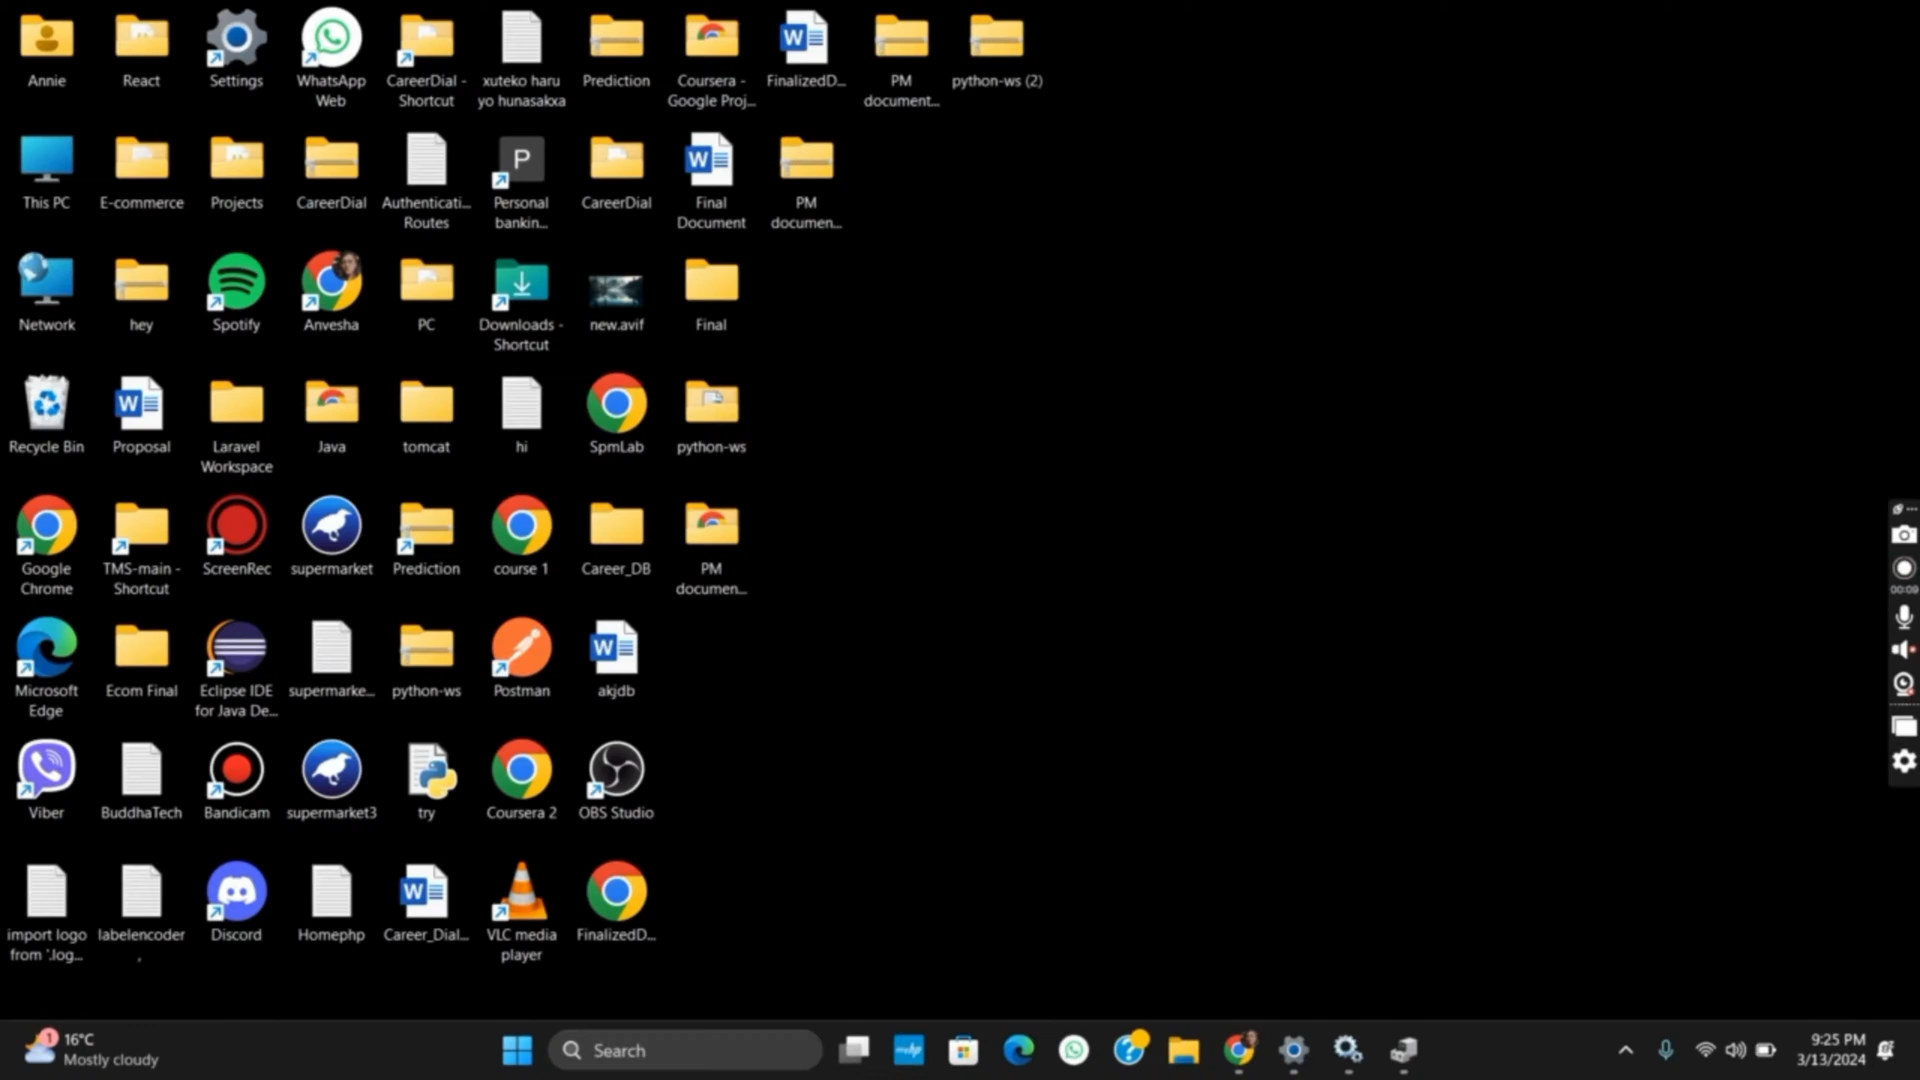 Annie
React
Settings
WhatsApp
Web
CareerDial -
Shortcut
xuteko haru
yo hunasakxa
Prediction
Coursera -
Google Proj...
FinalizedD...
PM
document...
python-ws (2)
This PC
E-commerce
Projects
CareerDial
Authenticati...
Routes
P
Personal
bankin...
CareerDial
Final
Document
PM
documen...
Network
hey
Spotify
Anvesha
PC
Downloads -
Shortcut
new.avif
Final
Recycle Bin
Proposal
Laravel
Workspace
Java
tomcat
hi
SpmLab
python-ws
Google
Chrome
TMS-main -
Shortcut
ScreenRec
supermarket
Prediction
course 1
Career_DB
PM
documen...
Microsoft
Edge
Ecom Final
Eclipse IDE
for Java De...
supermarke...
python-ws
Postman
akjdb
Viber
BuddhaTech
Bandicam
supermarket3
try
Coursera 2
OBS Studio
import logo
from '.log...
labelencoder
,
Discord
Homephp
Career_Dial...
VLC media
player
FinalizedD...
00:09
1
16°C
Mostly cloudy
Search
myhp
9:25 PM
3/13/2024